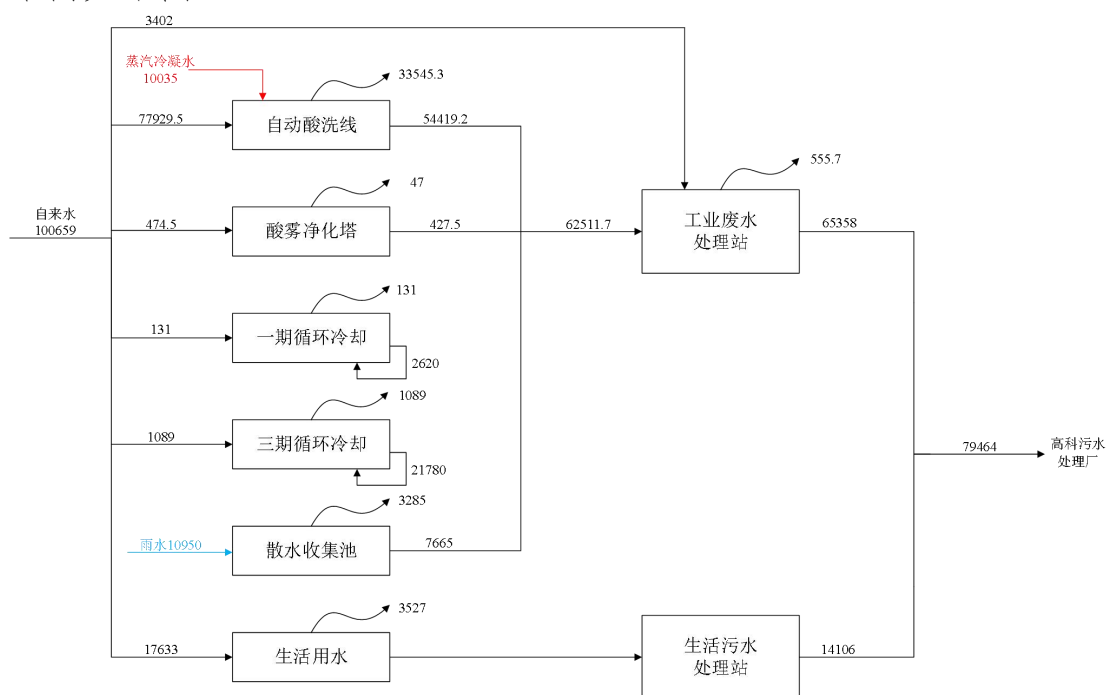 3402
蒸汽冷凝水
10035
33545.3
77929.5
自动酸洗线
54419.2
555.7
47
自来水
100659
474.5
酸雾净化塔
427.5
62511.7
工业废水
处理站
65358
131
131
一期循环冷却
2620
1089
1089
三期循环冷却
21780
79464
高科污水
处理厂
3285
雨水10950
散水收集池
7665
3527
17633
生活用水
生活污水
处理站
14106